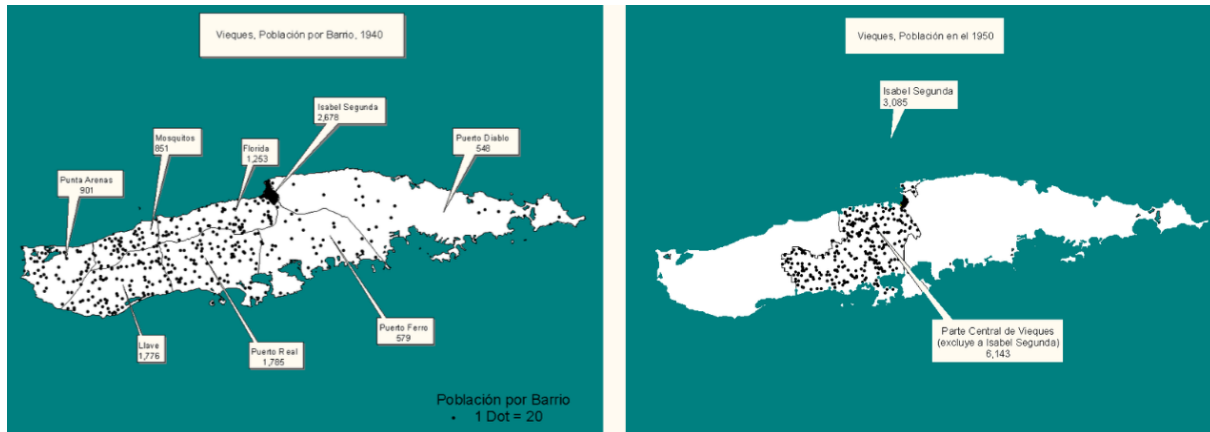 Vieques, Población por Barrio, 1940
Isabel Segunda
2,678
Mosquitos
851
Florida
1,253
Puerto Diablo
548
Punta Arenas
901
Puerto Ferro
579
Llave
1,776
Puerto Real
1,785
Población por Barrio
1 Dot = 20
Vieques, Población en el 1950
Isabel Segunda
3,085
Parte Central de Vieques
(excluye a Isabel Segunda)
6,143